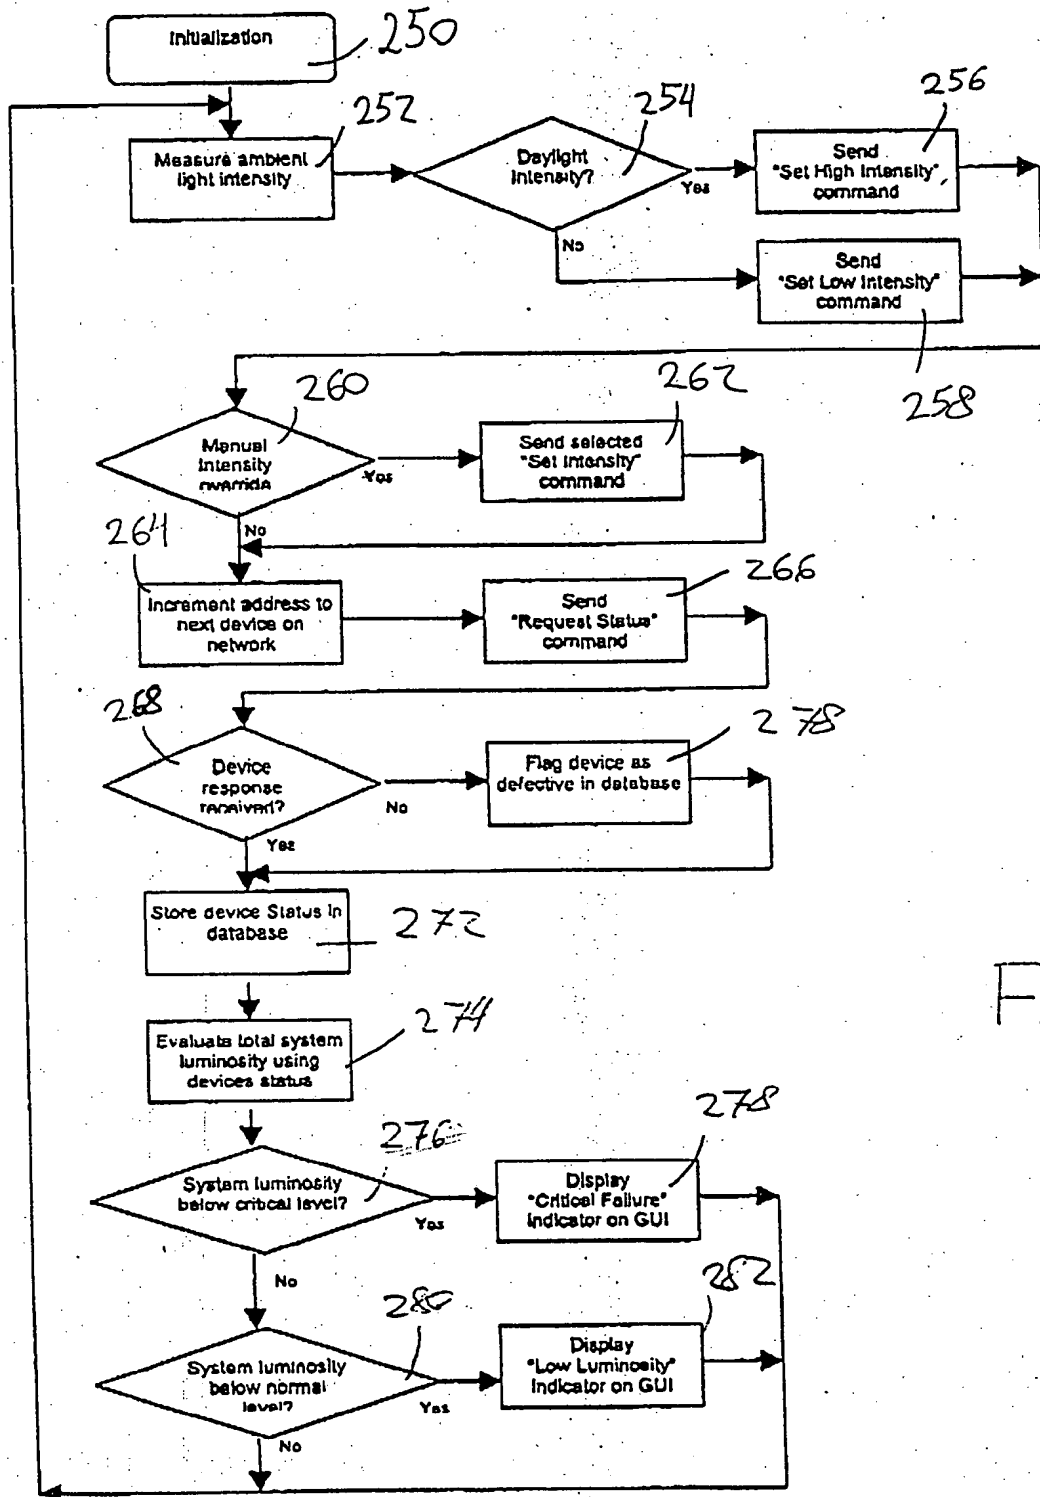 Initialization
250
252
Measure ambient
light intensity
254
Daylight
Intensity?
Yes
No
256
Send
"Set High Intensity"
command
Send
"Set Low Intensity"
command
258
260
Manual
Intensity
override
Yes
No
262
Send selected
"Set Intensity"
command
264
Increment address to
next device on
network
266
Send
"Request Status"
command
268
Device
response
received?
No
Yes
278
Flag device as
defective in database
Store device Status in
database
272
Evaluate total system
luminosity using
devices status
274
276
System luminosity
below critical level?
Yes
No
278
Display
"Critical Failure"
Indicator on GUI
280
System luminosity
below normal
level?
Yes
No
282
Display
"Low Luminosity"
Indicator on GUI
F